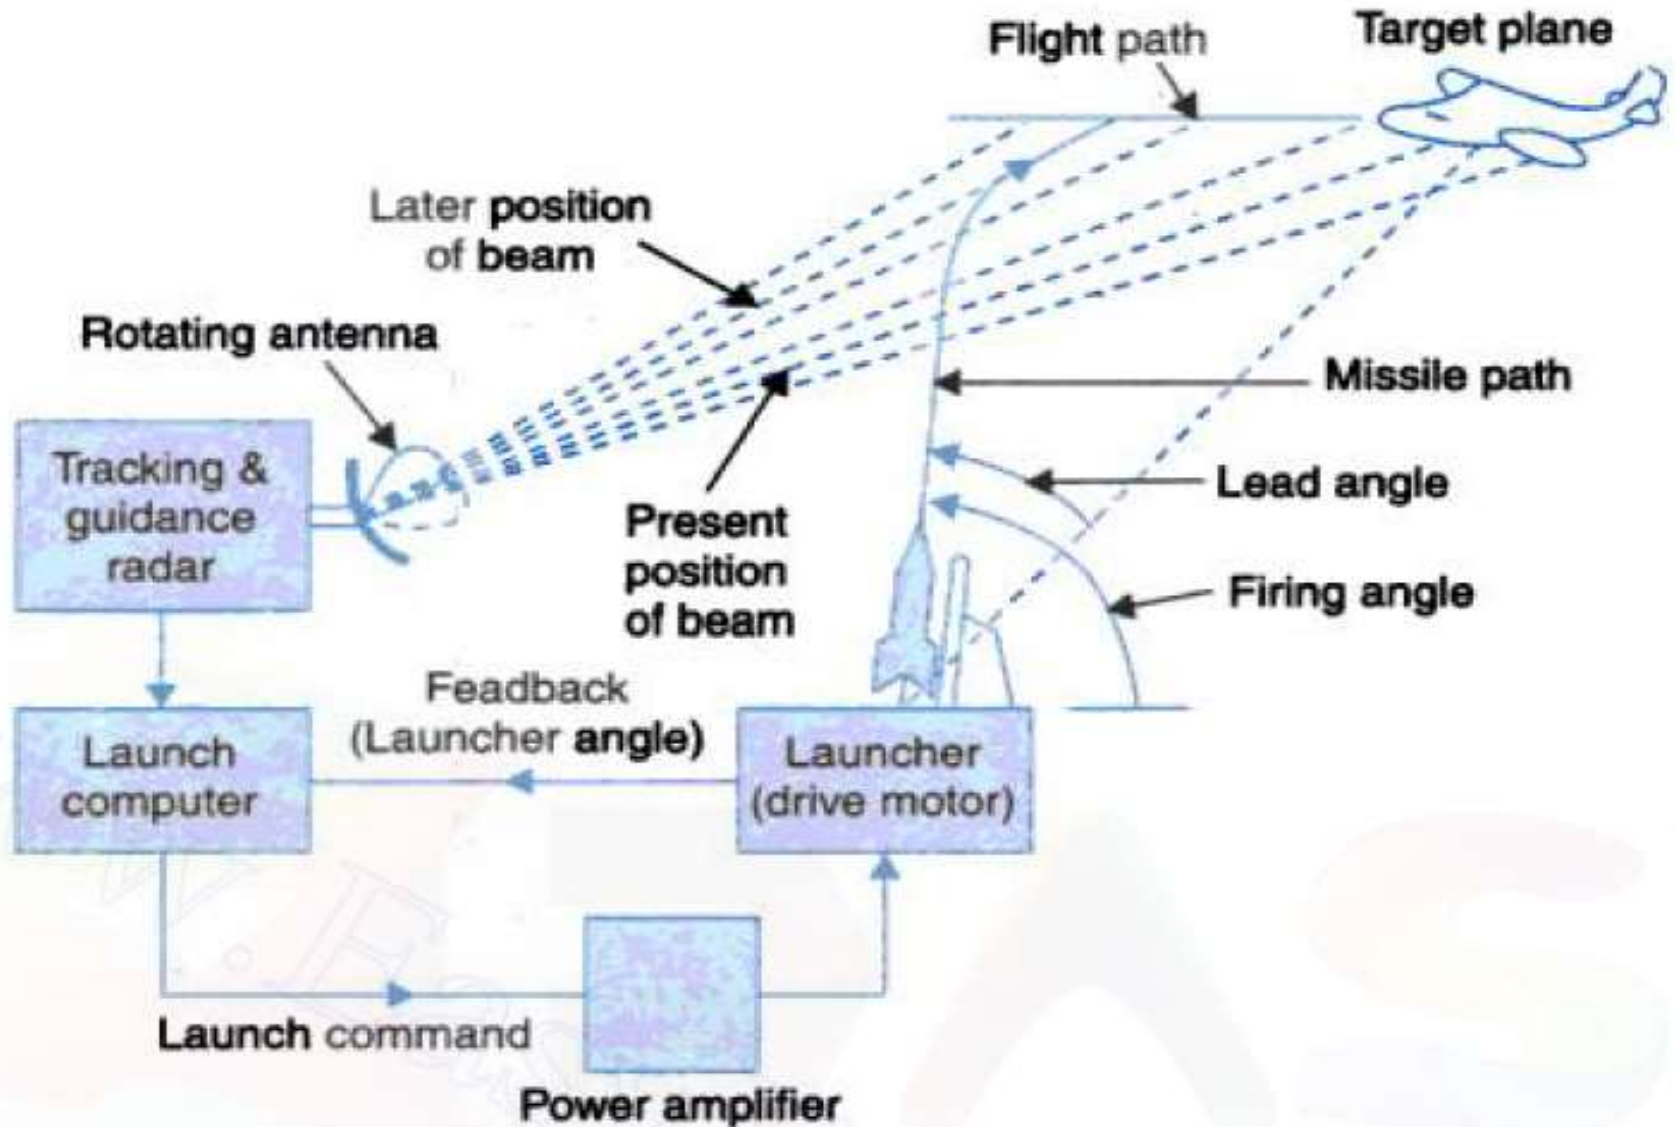 Flight path
Target plane
Later position
of beam
Rotating antenna
Missile path
Tracking &
guidance
radar
Lead angle
Present
position
of beam
Firing angle
Feadback
(Launcher angle)
Launch
computer
Launcher
(drive motor)
Launch command
Power amplifier